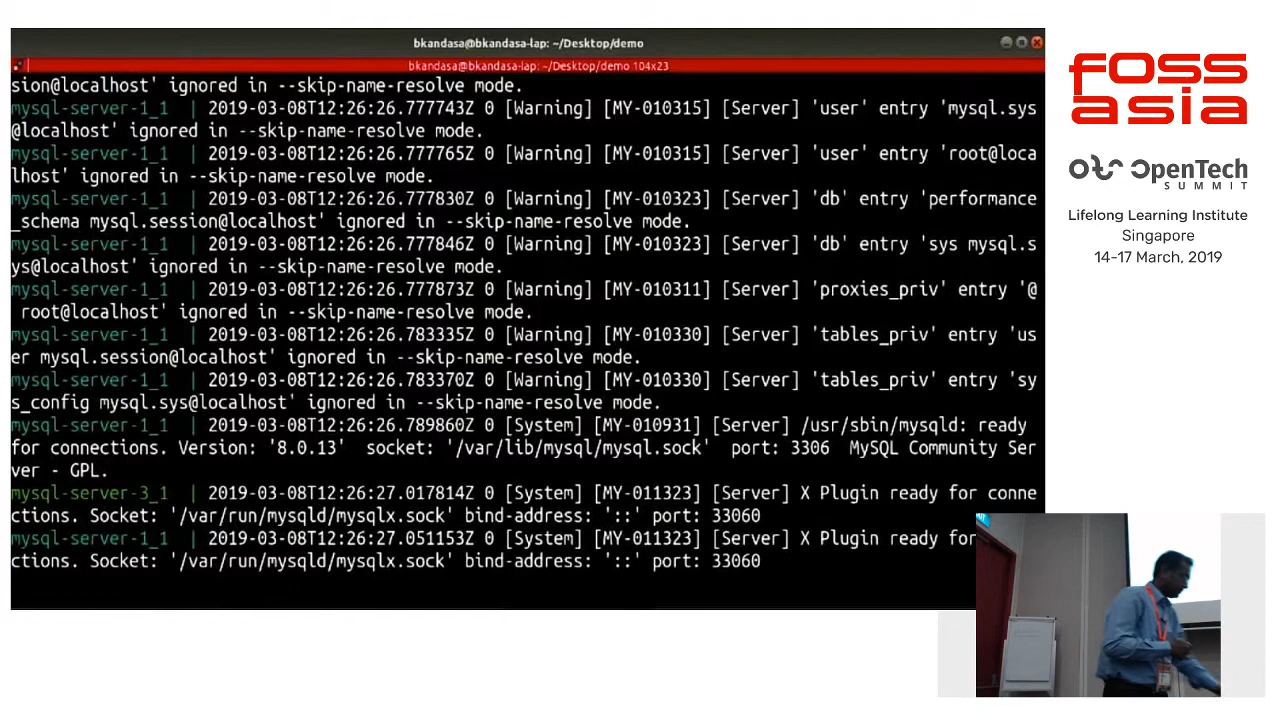 bkandasa@bkandasa-lap: ~/Desktop/demo
bkandasa@bkandasa-lap: ~/Desktop/demo 104x23
sion@localhost' ignored in --skip-name-resolve mode.
mysql-server-1_1  | 2019-03-08T12:26:26.777743Z 0 [Warning] [MY-010315] [Server] 'user' entry 'mysql.sys
@localhost' ignored in --skip-name-resolve mode.
mysql-server-1_1  | 2019-03-08T12:26:26.777765Z 0 [Warning] [MY-010315] [Server] 'user' entry 'root@loca
lhost' ignored in --skip-name-resolve mode.
mysql-server-1_1  | 2019-03-08T12:26:26.777830Z 0 [Warning] [MY-010323] [Server] 'db' entry 'performance
_schema mysql.session@localhost' ignored in --skip-name-resolve mode.
mysql-server-1_1  | 2019-03-08T12:26:26.777846Z 0 [Warning] [MY-010323] [Server] 'db' entry 'sys mysql.s
ys@localhost' ignored in --skip-name-resolve mode.
mysql-server-1_1  | 2019-03-08T12:26:26.777873Z 0 [Warning] [MY-010311] [Server] 'proxies_priv' entry '@
 root@localhost' ignored in --skip-name-resolve mode.
mysql-server-1_1  | 2019-03-08T12:26:26.783335Z 0 [Warning] [MY-010330] [Server] 'tables_priv' entry 'us
er mysql.session@localhost' ignored in --skip-name-resolve mode.
mysql-server-1_1  | 2019-03-08T12:26:26.783370Z 0 [Warning] [MY-010330] [Server] 'tables_priv' entry 'sy
s_config mysql.sys@localhost' ignored in --skip-name-resolve mode.
mysql-server-1_1  | 2019-03-08T12:26:26.789860Z 0 [System] [MY-010931] [Server] /usr/sbin/mysqld: ready
for connections. Version: '8.0.13'  socket: '/var/lib/mysql/mysql.sock'  port: 3306  MySQL Community Ser
ver - GPL.
mysql-server-3_1  | 2019-03-08T12:26:27.017814Z 0 [System] [MY-011323] [Server] X Plugin ready for conne
ctions. Socket: '/var/run/mysqld/mysqlx.sock' bind-address: '::' port: 33060
mysql-server-1_1  | 2019-03-08T12:26:27.051153Z 0 [System] [MY-011323] [Server] X Plugin ready for
ctions. Socket: '/var/run/mysqld/mysqlx.sock' bind-address: '::' port: 33060
FOSS
asia
OpenTech
SUMMIT
Lifelong Learning Institute
Singapore
14-17 March, 2019